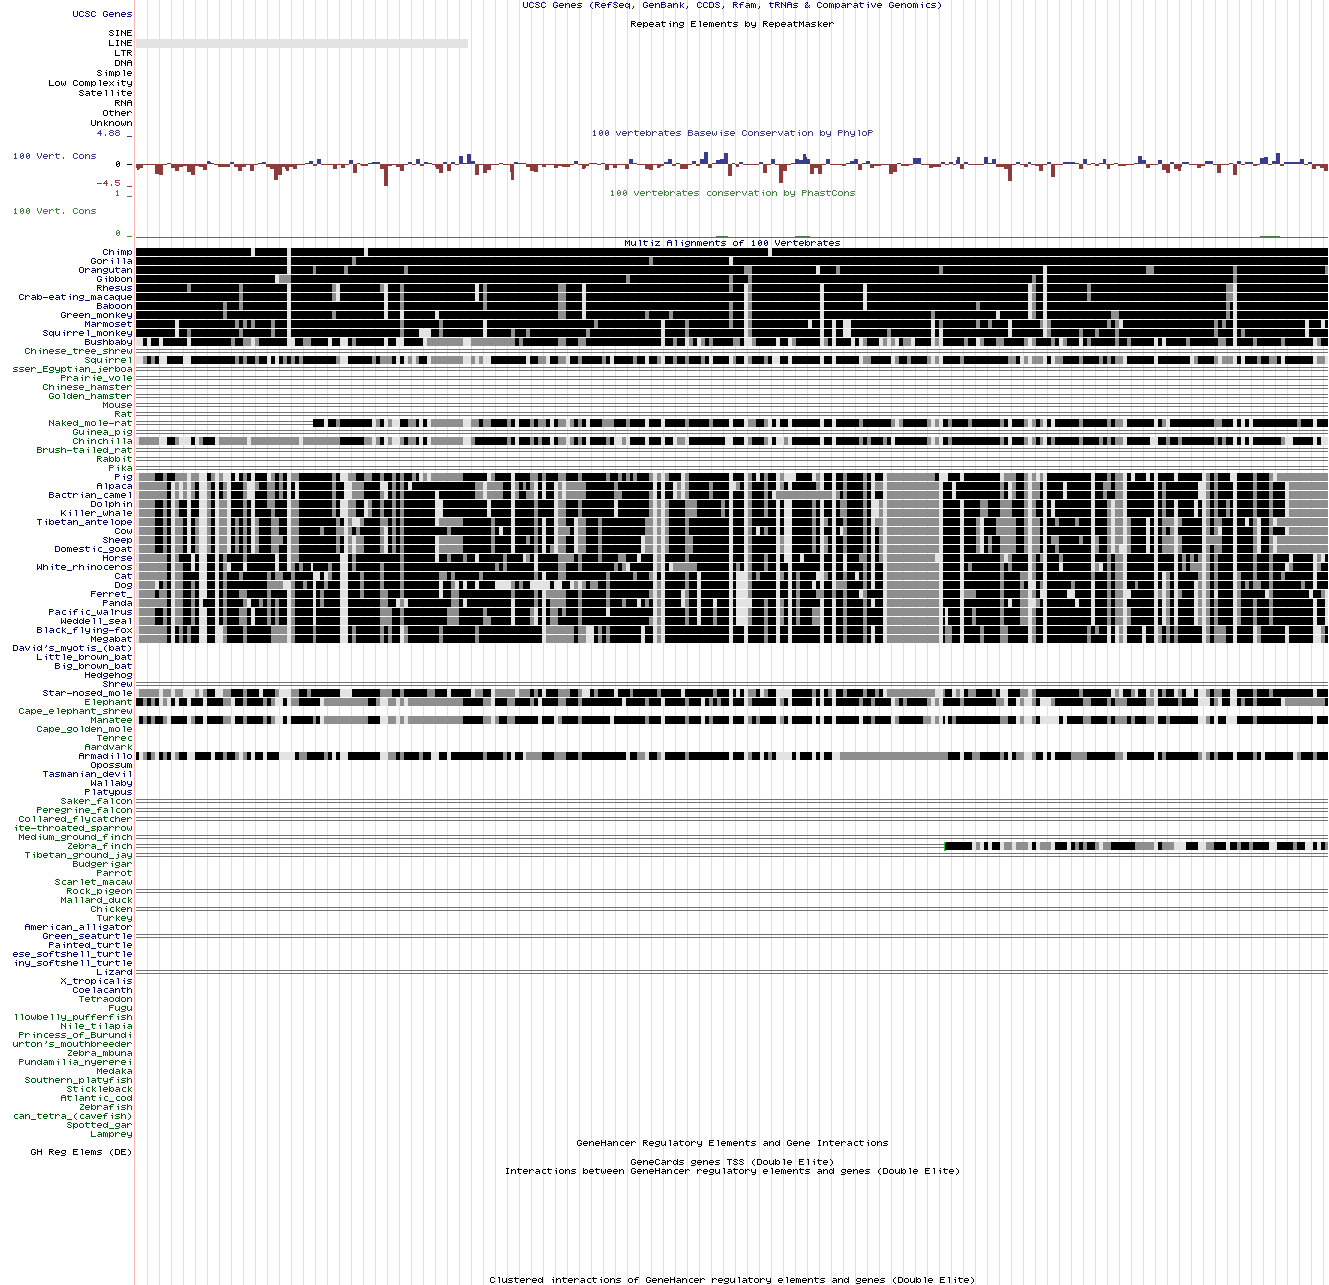 UCSC Genes (RefSeq, GenBank, CCDS, Rfam, tRNAs & Comparative Genomics)
UCSC Genes
Repeating Elements by RepeatMasker
SINE
LINE
LTR
DNA
Simple
Low Complexity
Satellite
RNA
Other
Unknown
4.88 _
100 vertebrates Basewise Conservation by PhyloP
100 Vert. Cons
0 -
-4.5 _
1 _
100 vertebrates conservation by PhastCons
100 Vert. Cons
0 _
Multiz Alignments of 100 Vertebrates
Chimp
Gorilla
Orangutan
Gibbon
Rhesus
Crab-eating_macaque
Baboon
Green_monkey
Marmoset
Squirrel_monkey
Bushbaby
Chinese_tree_shrew
Squirrel
sser_Egyptian_jerboa
Prairie_vole
Chinese_hamster
Golden_hamster
Mouse
Rat
Naked_mole-rat
Guinea_pig
Chinchilla
Brush-tailed_rat
Rabbit
Pika
Pig
Alpaca
Bactrian_camel
Dolphin
Killer_whale
Tibetan_antelope
Cow
Sheep
Domestic_goat
Horse
White_rhinoceros
Cat
Dog
Ferret_
Panda
Pacific_walrus
Weddell_seal
Black_flying-fox
Megabat
David's_myotis_(bat)
Little_brown_bat
Big_brown_bat
Hedgehog
Shrew
Star-nosed_mole
Elephant
Cape_elephant_shrew
Manatee
Cape_golden_mole
Tenrec
Aardvark
Armadillo
Opossum
Tasmanian_devil
Wallaby
Platypus
Saker_falcon
Peregrine_falcon
Collared_flycatcher
ite-throated_sparrow
Medium_ground_finch
Zebra_finch
Tibetan_ground_jay
Budgerigar
Parrot
Scarlet_macaw
Rock_pigeon
Mallard_duck
Chicken
Turkey
American_alligator
Green_seaturtle
Painted_turtle
ese_softshell_turtle
iny_softshell_turtle
Lizard
X_tropicalis
Coelacanth
Tetraodon
Fugu
llowbelly_pufferfish
Nile_tilapia
Princess_of_Burundi
urton's_mouthbreeder
Zebra_mbuna
Pundamilia_nyererei
Medaka
Southern_platyfish
Stickleback
Atlantic_cod
Zebrafish
can_tetra_(cavefish)
Spotted_gar
Lamprey
GeneHancer Regulatory Elements and Gene Interactions
GH Reg Elems (DE)
GeneCards genes TSS (Double Elite)
Interactions between GeneHancer regulatory elements and genes (Double Elite)
Clustered interactions of GeneHancer regulatory elements and genes (Double Elite)